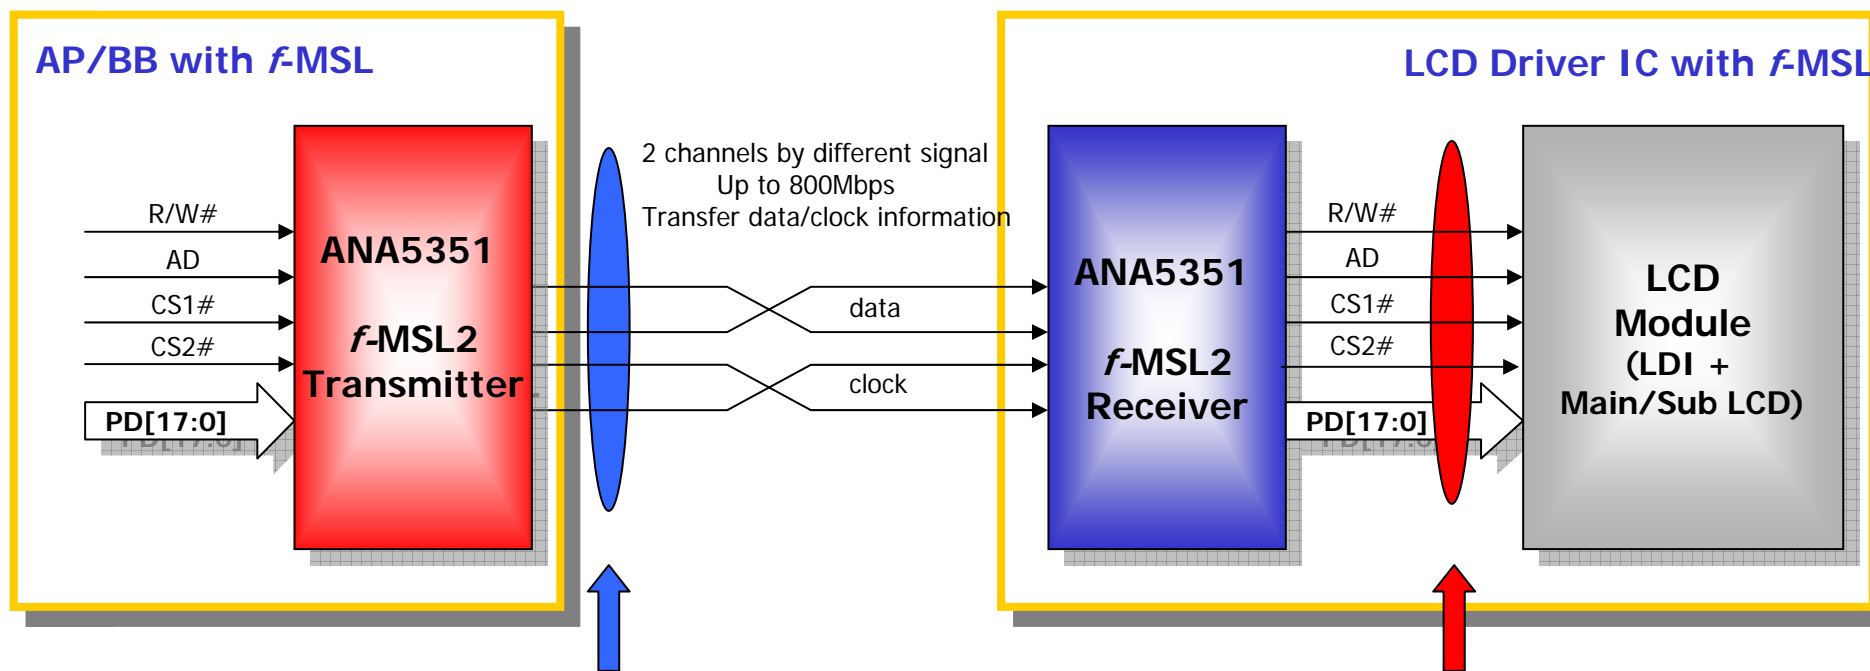 AP/BB with f-MSL
LCD Driver IC with f-MSL
2 channels by different signal
Up to 800Mbps
Transfer data/clock information
R/W#
AD
CS1#
CS2#
PD[17:0]
ANA5351
f-MSL2
Transmitter
data
clock
ANA5351
f-MSL2
Receiver
R/W#
AD
CS1#
CS2#
PD[17:0]
LCD
Module
(LDI +
Main/Sub LCD)